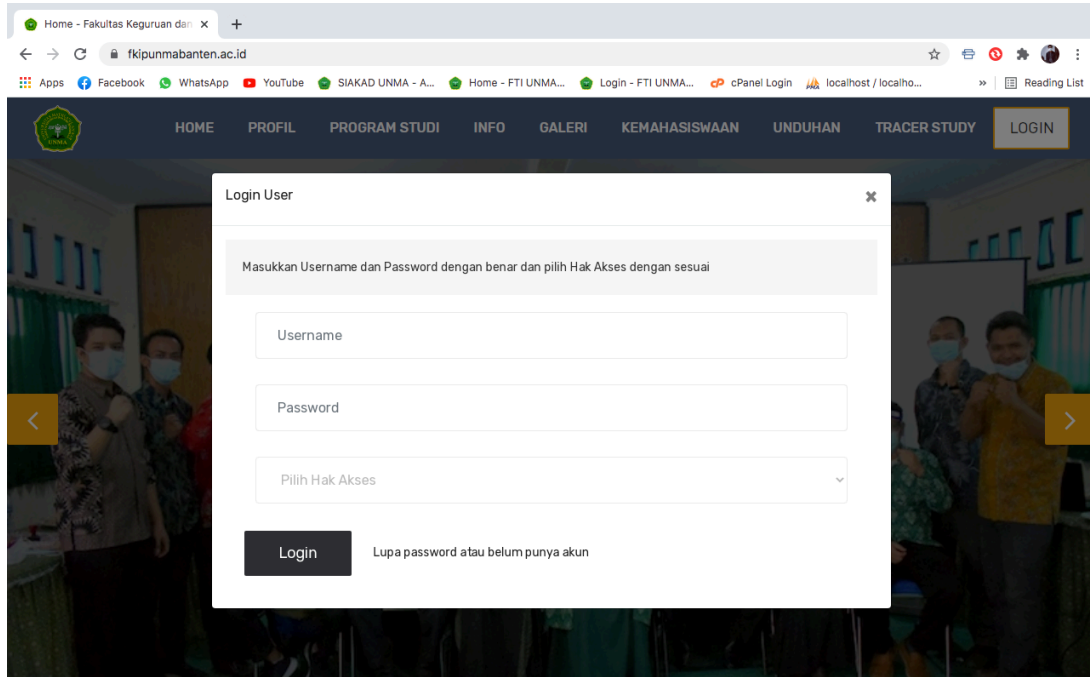 Home - Fakultas Keguruan dan
fkipunmabanten.ac.id
Apps Facebook WhatsApp YouTube SIAKAD UNMA - A... Home - FTI UNMA... Login - FTI UNMA... cPanel Login localhost / localho... » Reading List
UNMA
HOME PROFIL PROGRAM STUDI INFO GALERI KEMAHASISWAAN UNDUHAN TRACER STUDY LOGIN
Login User
Masukkan Username dan Password dengan benar dan pilih Hak Akses dengan sesuai
Username
Password
Pilih Hak Akses
Login Lupa password atau belum punya akun